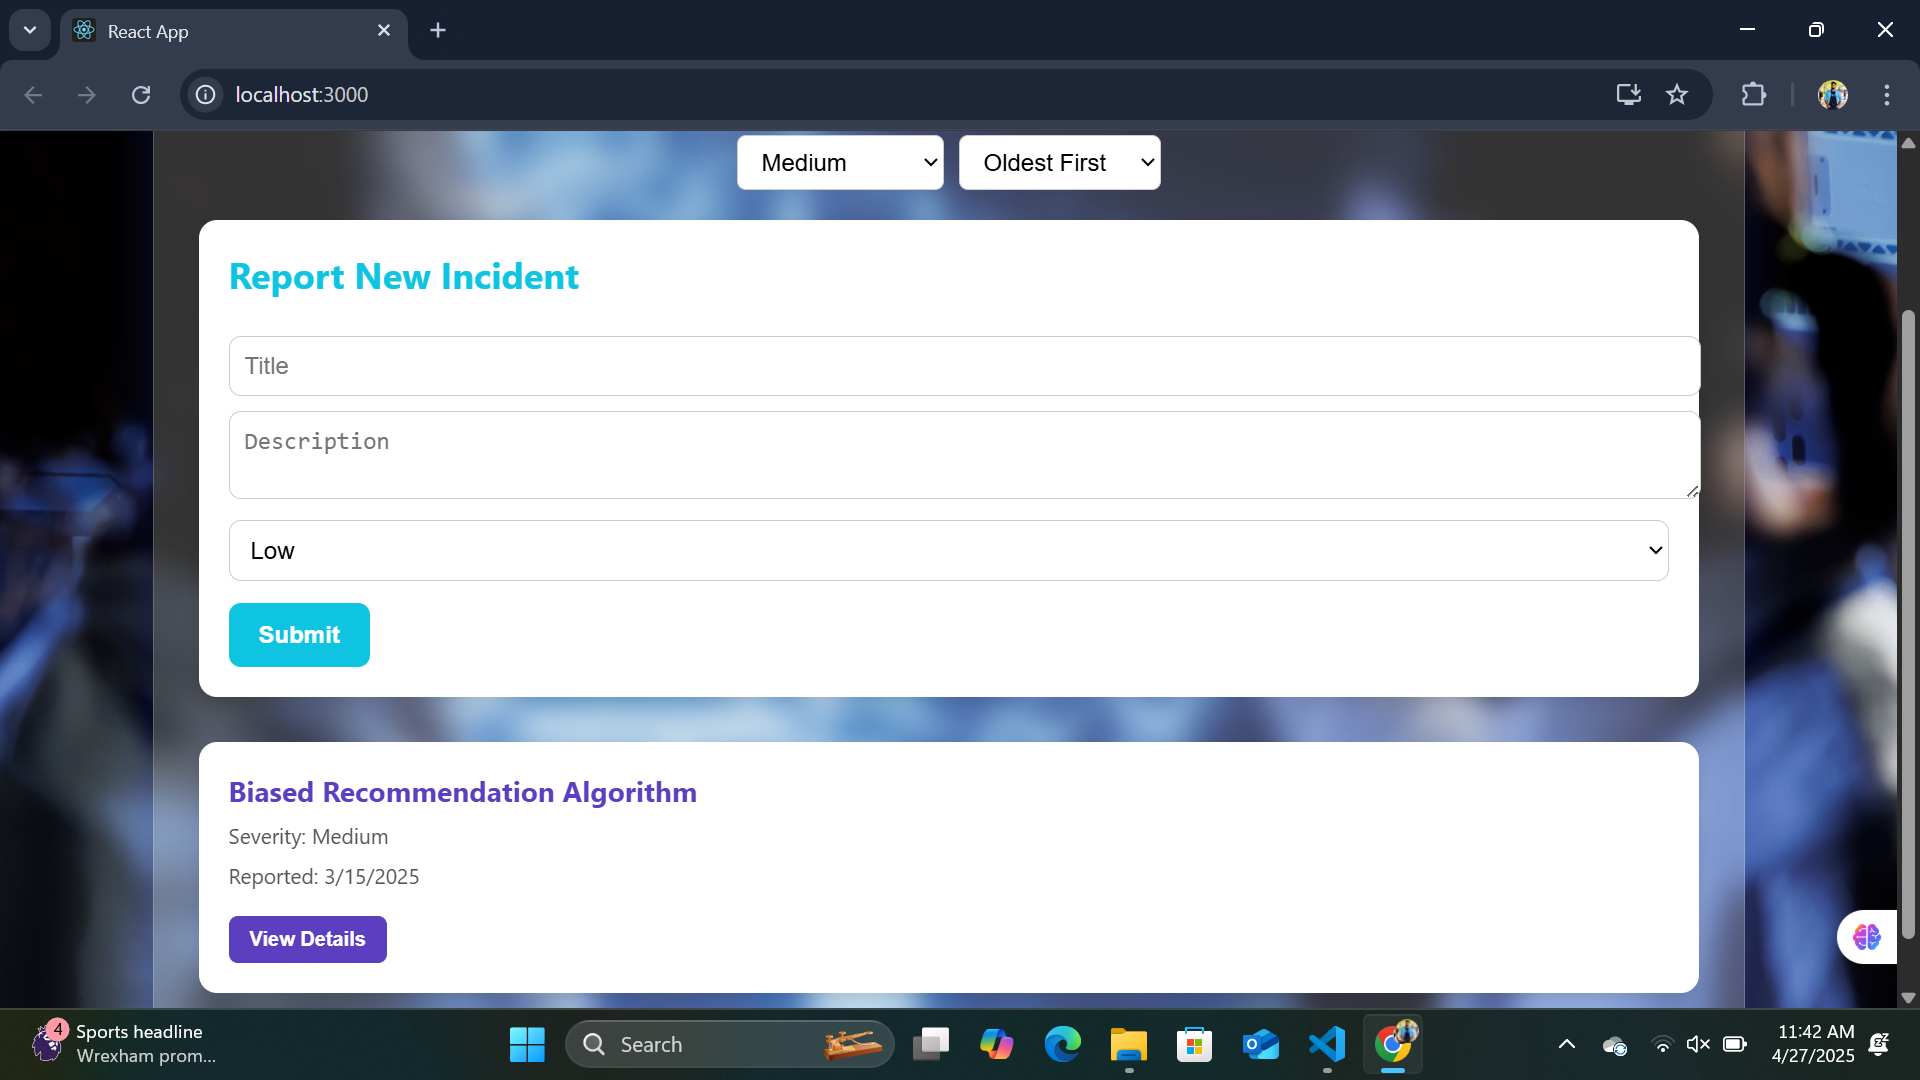 React App
localhost:3000
Medium
Oldest First
Report New Incident
Title
Description
Low
Submit
Biased Recommendation Algorithm
Severity: Medium
Reported: 3/15/2025
View Details
4
Sports headline
Wrexham prom...
Search
11:42 AM
4/27/2025